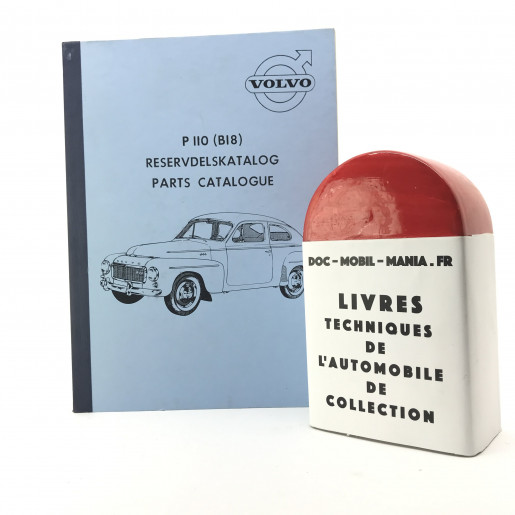 VOLVO
P 110 (B18)
RESERVDELSKATALOG
PARTS CATALOGUE
DOC-MOBIL-MANIA.FR
LIVRES
TECHNIQUES
DE
L'AUTOMOBILE
DE
COLLECTION